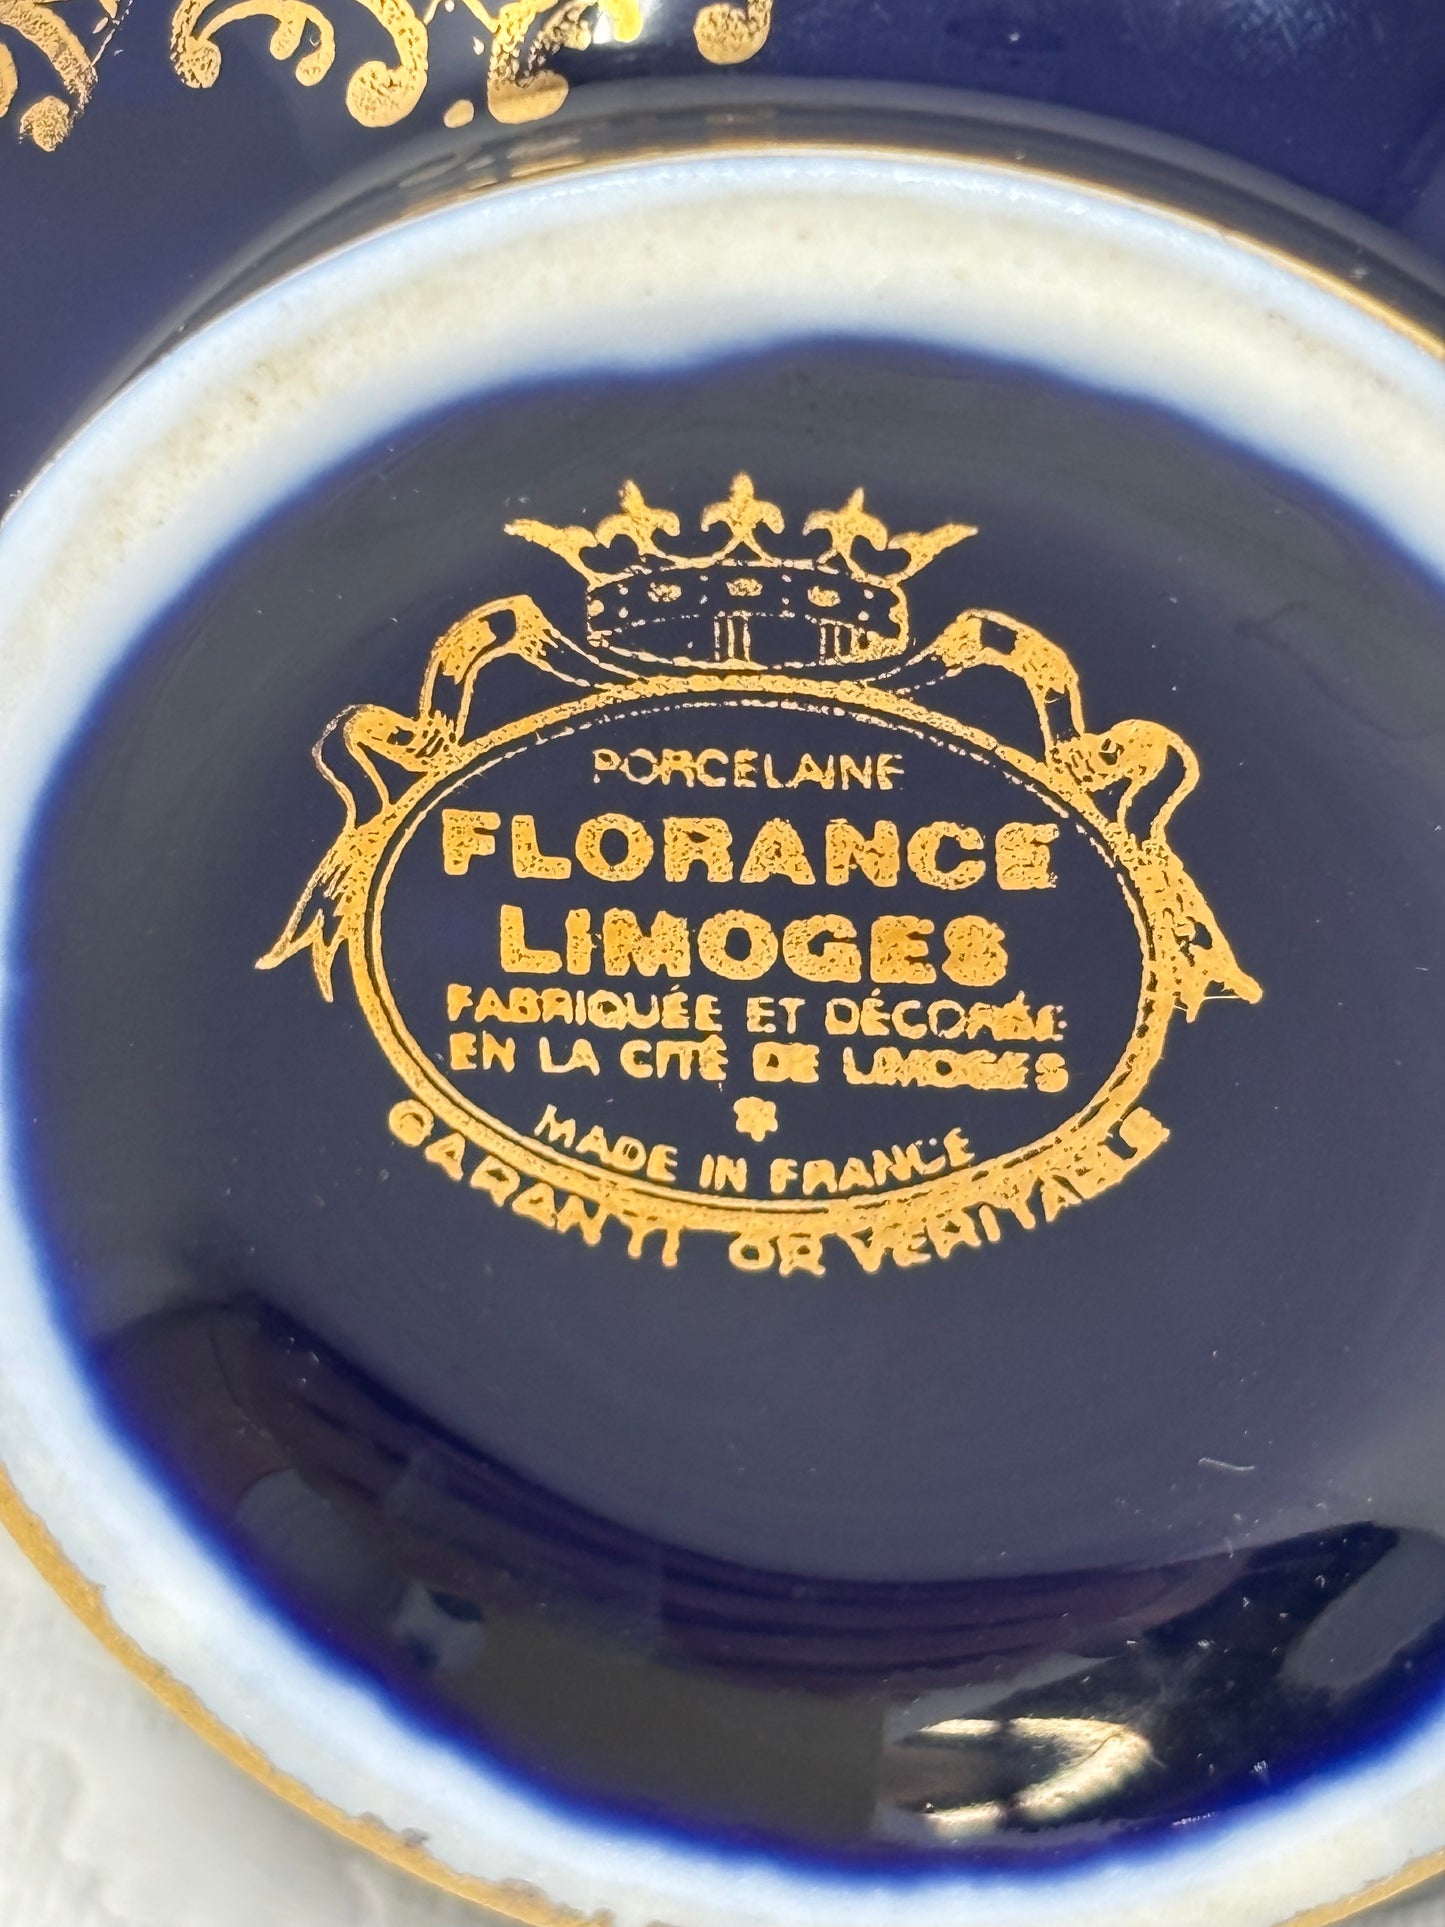 PORCELAINE
FLORANCE
LIMOGES
FABRIQUÉE ET DÉCORÉE
EN LA CITÉ DE LIMOGES
MADE IN FRANCE
GARANTI OR VERITABLE